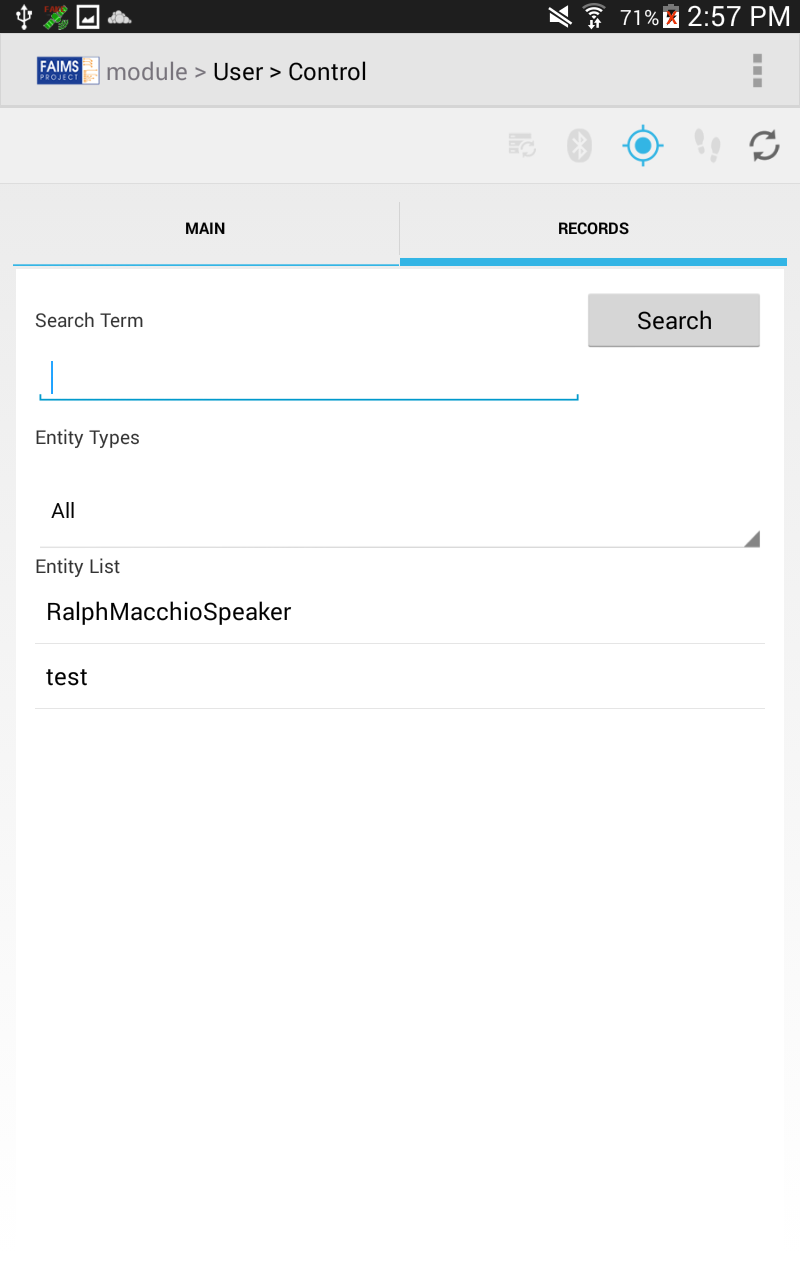 FAIMS
71% 2:57 PM
FAIMS
PROJECT
module > User > Control
MAIN
RECORDS
Search Term
Search
Entity Types
All
Entity List
RalphMacchioSpeaker
test